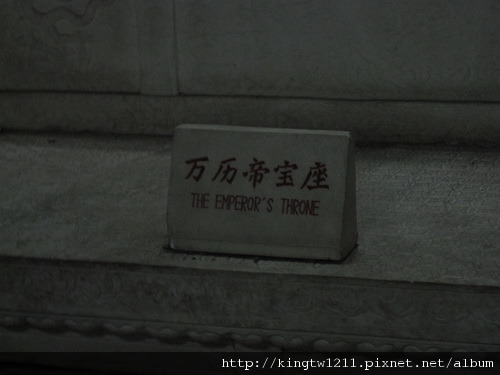 万历帝宝座
THE EMPEROR'S THRONE
http://kingtw1211.pixnet.net/album